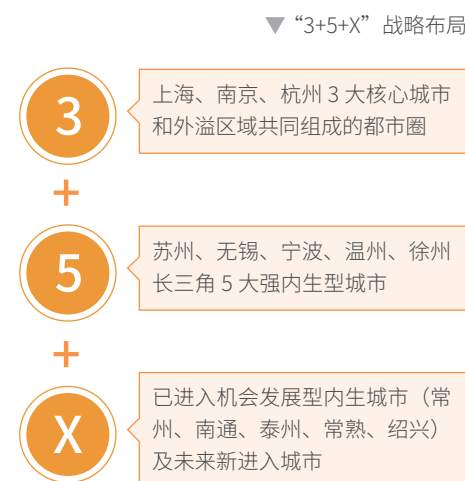 ▼“3+5+X”战略布局
3
上海、南京、杭州 3 大核心城市
和外溢区域共同组成的都市圈
+
5
苏州、无锡、宁波、温州、徐州
长三角 5 大强内生型城市
+
X
已进入机会发展型内生城市（常
州、南通、泰州、常熟、绍兴）
及未来新进入城市